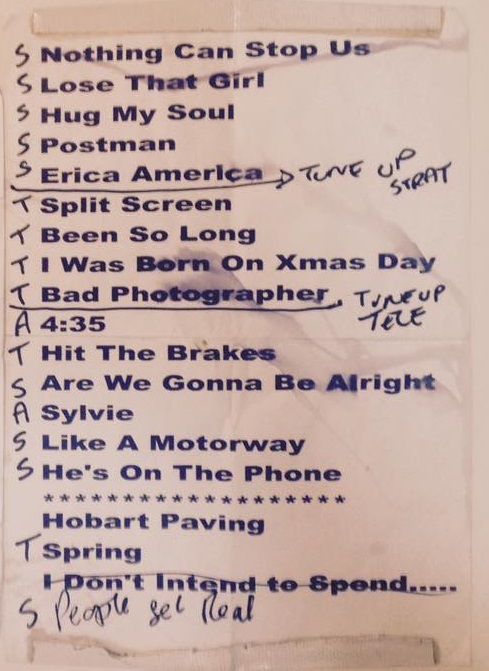 S Nothing Can Stop Us
S Lose That Girl
S Hug My Soul
S Postman
S Erica America → TUNE UP STRAT
T Split Screen
T Been So Long
T I Was Born On Xmas Day
T Bad Photographer. TUNE UP TELE
A 4:35
T Hit The Brakes
S Are We Gonna Be Alright
A Sylvie
S Like A Motorway
S He's On The Phone
*******************
Hobart Paving
T Spring
I Don't Intend to Spend.....
S People get Real